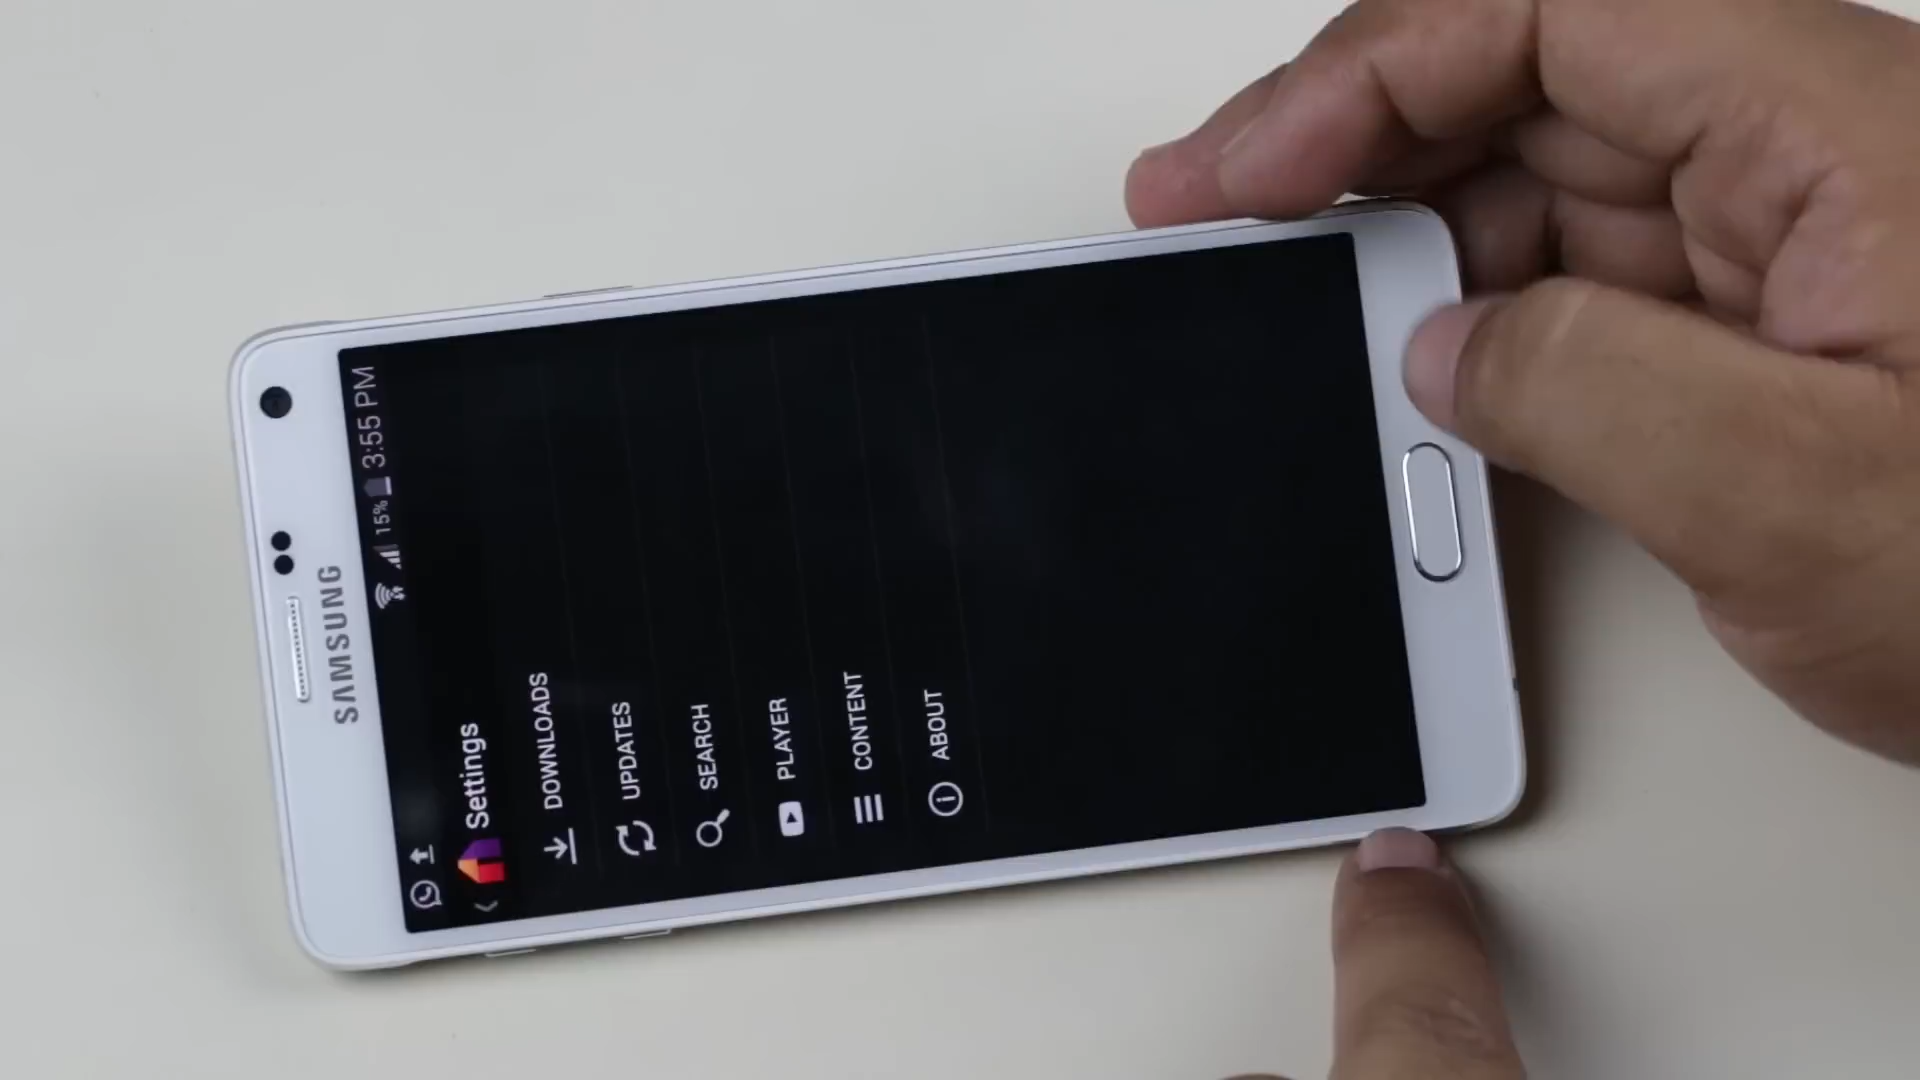 SAMSUNG
15% 3:55 PM
Settings
DOWNLOADS
UPDATES
SEARCH
PLAYER
CONTENT
ABOUT